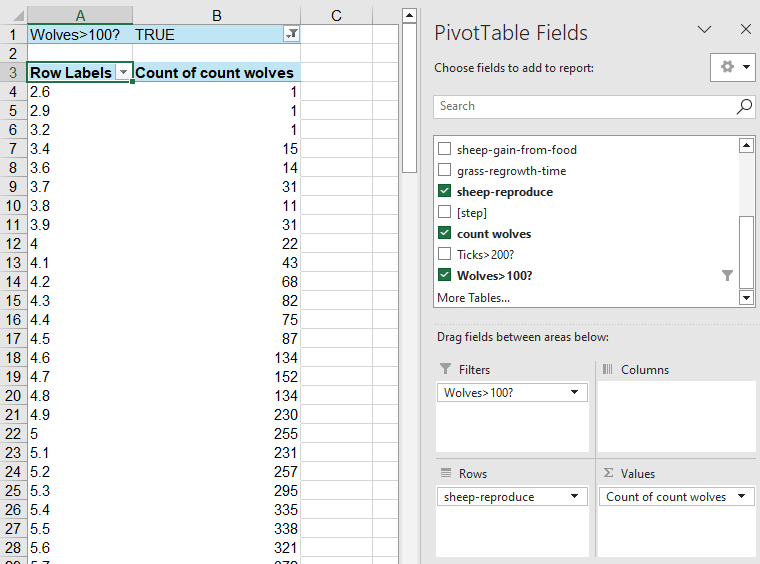 A B C
1 Wolves>100? TRUE
2
3 Row Labels Count of count wolves
4 2.6 1
5 2.9 1
6 3.2 1
7 3.4 15
8 3.6 14
9 3.7 31
10 3.8 11
11 3.9 31
12 4 22
13 4.1 43
14 4.2 68
15 4.3 82
16 4.4 75
17 4.5 87
18 4.6 134
19 4.7 152
20 4.8 134
21 4.9 230
22 5 255
23 5.1 231
24 5.2 257
25 5.3 295
26 5.4 335
27 5.5 338
28 5.6 321
PivotTable Fields
Choose fields to add to report:
Search
sheep-gain-from-food
grass-regrowth-time
sheep-reproduce
[step]
count wolves
Ticks>200?
Wolves>100?
More Tables...
Drag fields between areas below:
Filters
Wolves>100?
Columns
Rows
sheep-reproduce
Σ Values
Count of count wolves